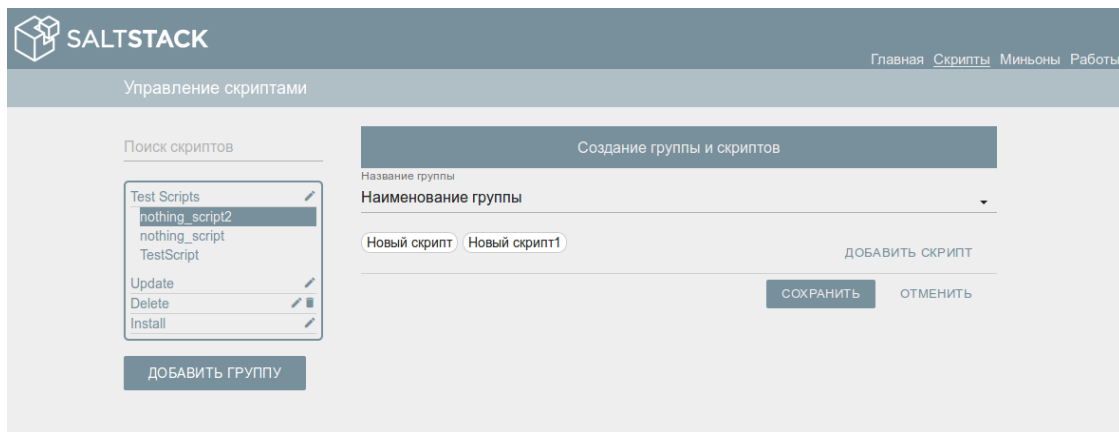 SALTSTACK
Главная Скрипты Миньоны Работы
Управление скриптами
Поиск скриптов
Test Scripts
nothing_script2
nothing_script
TestScript
Update
Delete
Install
ДОБАВИТЬ ГРУППУ
Создание группы и скриптов
Название группы
Наименование группы
Новый скрипт Новый скрипт1
ДОБАВИТЬ СКРИПТ
СОХРАНИТЬ ОТМЕНИТЬ